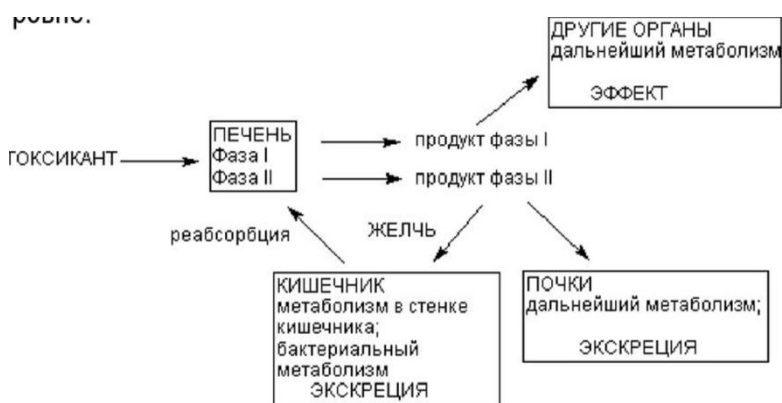 ДРУГИЕ ОРГАНЫ
дальнейший метаболизм
ЭФФЕКТ
ТОКСИКАНТ
ПЕЧЕНЬ
Фаза I
Фаза II
продукт фазы I
продукт фазы II
реабсорбция
ЖЕЛЧЬ
КИШЕЧНИК
метаболизм в стенке
кишечника;
бактериальный
метаболизм
ЭКСКРЕЦИЯ
ПОЧКИ
дальнейший метаболизм;
ЭКСКРЕЦИЯ